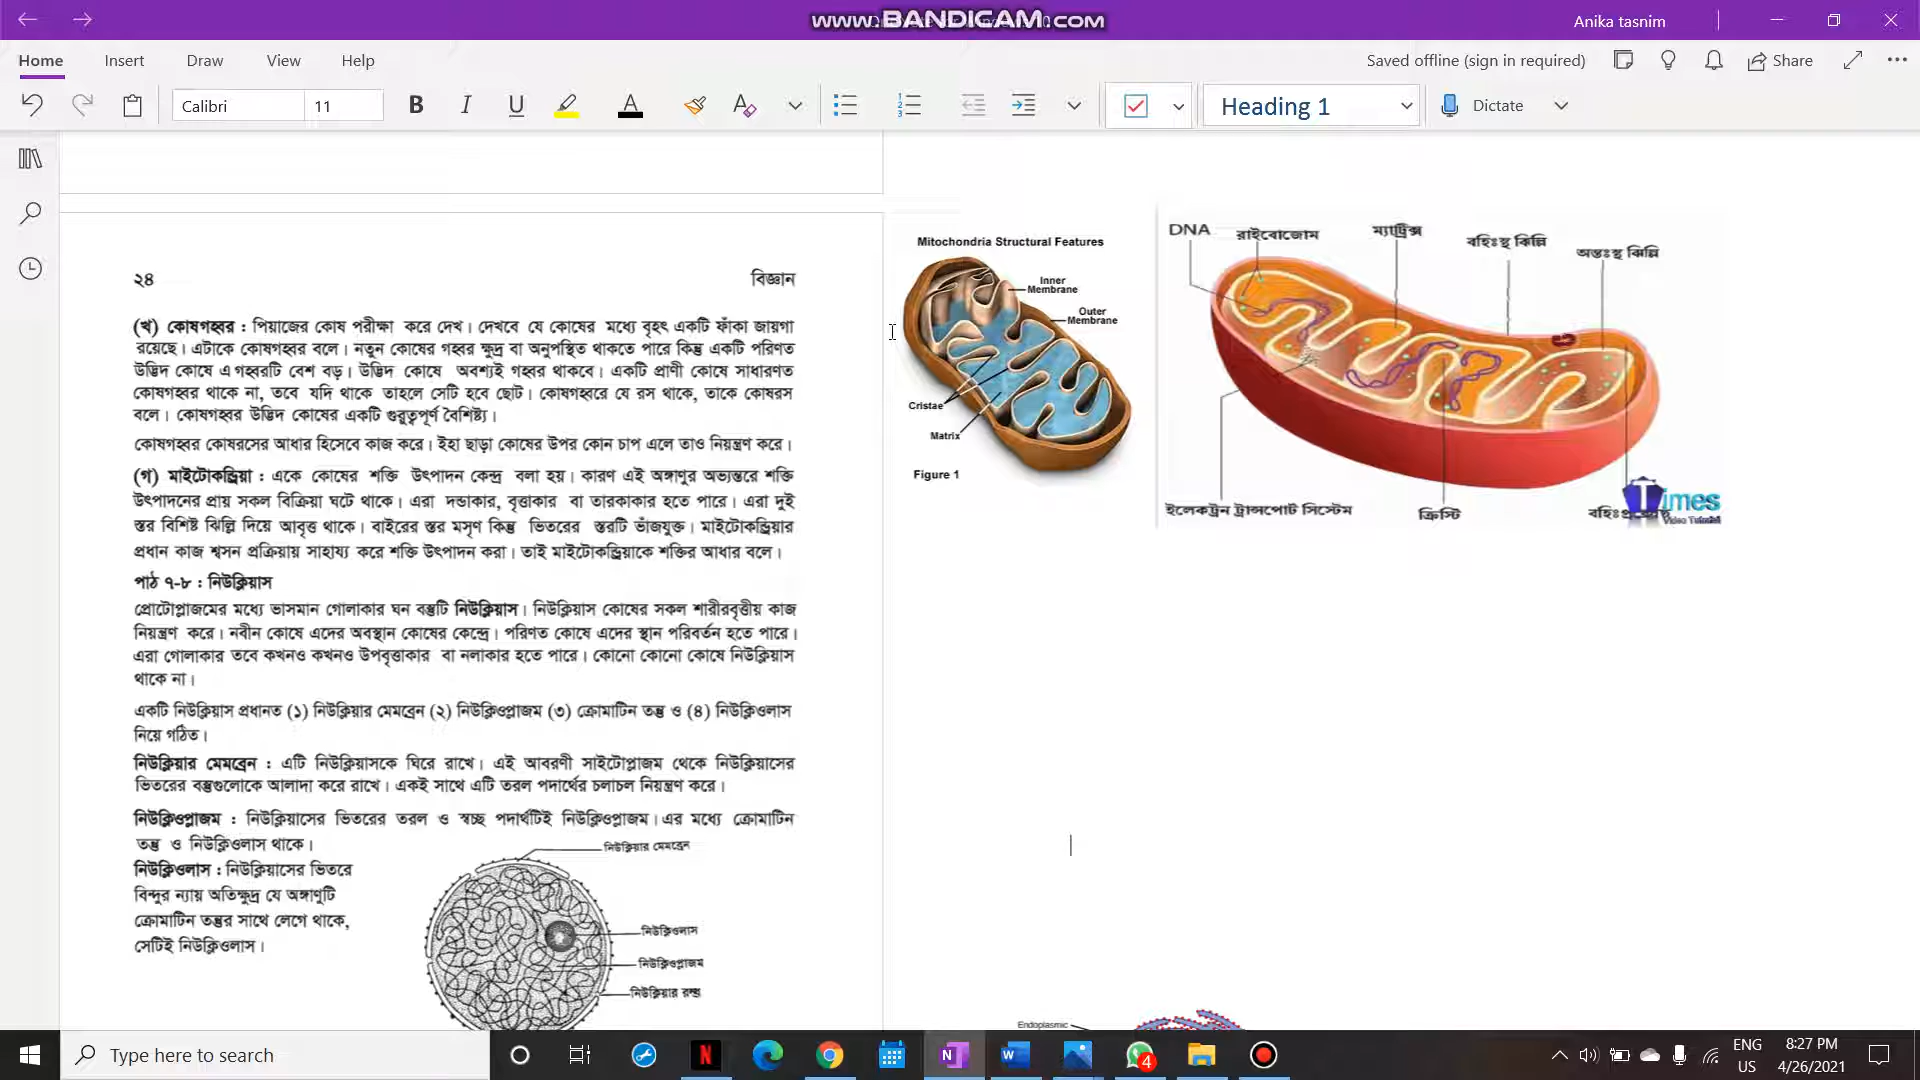 WWW.BANDICAM.COM
Anika tasnim
Home Insert Draw View Help
Saved offline (sign in required) Share
Calibri 11 B I U A
Heading 1 Dictate
২৪ বিজ্ঞান
(খ) কোষগহ্বর : পিয়াজের কোষ পরীক্ষা করে দেখ। দেখবে যে কোষের মধ্যে বৃহৎ একটি ফাঁকা জায়গা
রয়েছে। এটাকে কোষগহ্বর বলে। নতুন কোষের গহ্বর ক্ষুদ্র বা অনুপস্থিত থাকতে পারে কিন্তু একটি পরিণত
উদ্ভিদ কোষে এ গহ্বরটি বেশ বড়। উদ্ভিদ কোষে অবশ্যই গহ্বর থাকবে। একটি প্রাণী কোষে সাধারণত
কোষগহ্বর থাকে না, তবে যদি থাকে তাহলে সেটি হবে ছোট। কোষগহ্বরে যে রস থাকে, তাকে কোষরস
বলে। কোষগহ্বর উদ্ভিদ কোষের একটি গুরুত্বপূর্ণ বৈশিষ্ট্য।
কোষগহ্বর কোষরসের আধার হিসেবে কাজ করে। ইহা ছাড়া কোষের উপর কোন চাপ এলে তাও নিয়ন্ত্রণ করে।
(গ) মাইটোকন্ড্রিয়া : একে কোষের শক্তি উৎপাদন কেন্দ্র বলা হয়। কারণ এই অঙ্গাণুর অভ্যন্তরে শক্তি
উৎপাদনের প্রায় সকল বিক্রিয়া ঘটে থাকে। এরা দন্ডাকার, বৃত্তাকার বা তারকাকার হতে পারে। এরা দুই
স্তর বিশিষ্ট ঝিল্লি দিয়ে আবৃত্ত থাকে। বাইরের স্তর মসৃণ কিন্তু ভিতরের স্তরটি ভাঁজযুক্ত। মাইটোকন্ড্রিয়ার
প্রধান কাজ শ্বসন প্রক্রিয়ায় সাহায্য করে শক্তি উৎপাদন করা। তাই মাইটোকন্ড্রিয়াকে শক্তির আধার বলে।
পাঠ ৭-৮ : নিউক্লিয়াস
প্রোটোপ্লাজমের মধ্যে ভাসমান গোলাকার ঘন বস্তুটি নিউক্লিয়াস। নিউক্লিয়াস কোষের সকল শারীরবৃত্তীয় কাজ
নিয়ন্ত্রণ করে। নবীন কোষে এদের অবস্থান কোষের কেন্দ্রে। পরিণত কোষে এদের স্থান পরিবর্তন হতে পারে।
এরা গোলাকার তবে কখনও কখনও উপবৃত্তাকার বা নলাকার হতে পারে। কোনো কোনো কোষে নিউক্লিয়াস
থাকে না।
একটি নিউক্লিয়াস প্রধানত (১) নিউক্লিয়ার মেমব্রেন (২) নিউক্লিওপ্লাজম (৩) ক্রোমাটিন তন্তু ও (৪) নিউক্লিওলাস
নিয়ে গঠিত।
নিউক্লিয়ার মেমব্রেন : এটি নিউক্লিয়াসকে ঘিরে রাখে। এই আবরণী সাইটোপ্লাজম থেকে নিউক্লিয়াসের
ভিতরের বস্তুগুলোকে আলাদা করে রাখে। একই সাথে এটি তরল পদার্থের চলাচল নিয়ন্ত্রণ করে।
নিউক্লিওপ্লাজম : নিউক্লিয়াসের ভিতরের তরল ও স্বচ্ছ পদার্থটিই নিউক্লিওপ্লাজম। এর মধ্যে ক্রোমাটিন
তন্তু ও নিউক্লিওলাস থাকে।
নিউক্লিওলাস : নিউক্লিয়াসের ভিতরে
বিন্দুর ন্যায় অতিক্ষুদ্র যে অঙ্গাণুটি
ক্রোমাটিন তন্তুর সাথে লেগে থাকে,
সেটিই নিউক্লিওলাস।
নিউক্লিয়ার মেমব্রেন
নিউক্লিওলাস
নিউক্লিওপ্লাজম
নিউক্লিয়ার রন্ধ্র
Mitochondria Structural Features
Inner
Membrane
Outer
Membrane
Cristae
Matrix
Figure 1
DNA
রাইবোজোম
ম্যাট্রিক্স
বহিঃস্থ ঝিল্লি
অন্তঃস্থ ঝিল্লি
ইলেকট্রন ট্রান্সপোর্ট সিস্টেম
ক্রিস্টি
Times
Video Tutorial
Endoplasmic
Type here to search
4
ENG
US
8:27 PM
4/26/2021